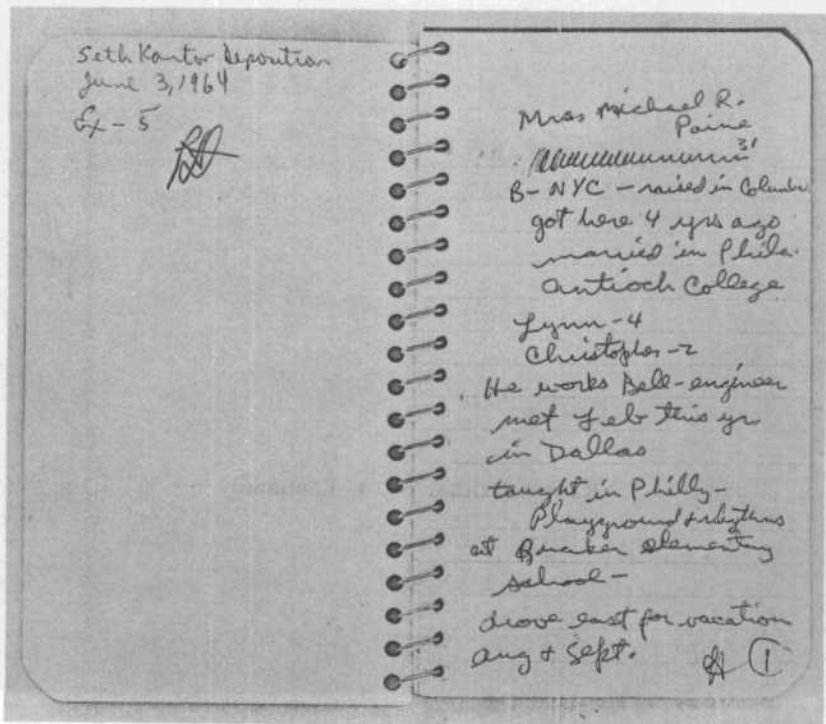 Seth Kantor Deposition
June 3, 1964
Ex - 5
Mrs Michael R.
Paine
31
B - NYC - raised in Columbus
got here 4 yrs ago
married in Phila.
Antioch College
Lynn - 4
Christopher - 2
He works Bell - engineer
met Feb this yr
in Dallas
taught in Philly -
Playground & rhythms
at Quaker elementary
school -
drove east for vacation
Aug & Sept.
1